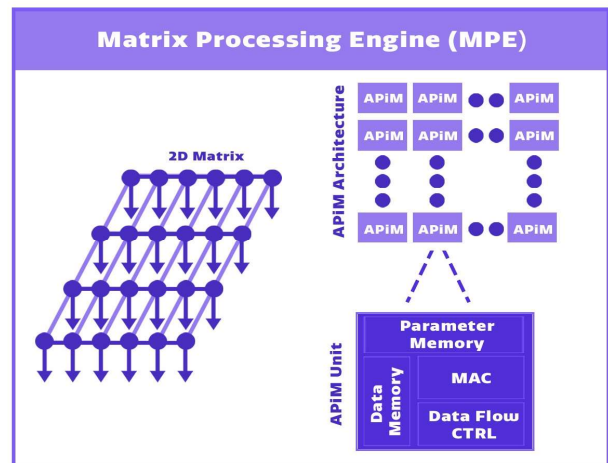 Matrix Processing Engine (MPE)
2D Matrix
APiM Architecture
APiM APiM APiM
APiM APiM APiM
APiM APiM APiM
APiM Unit
Parameter
Memory
Data
Memory
MAC
Data Flow
CTRL